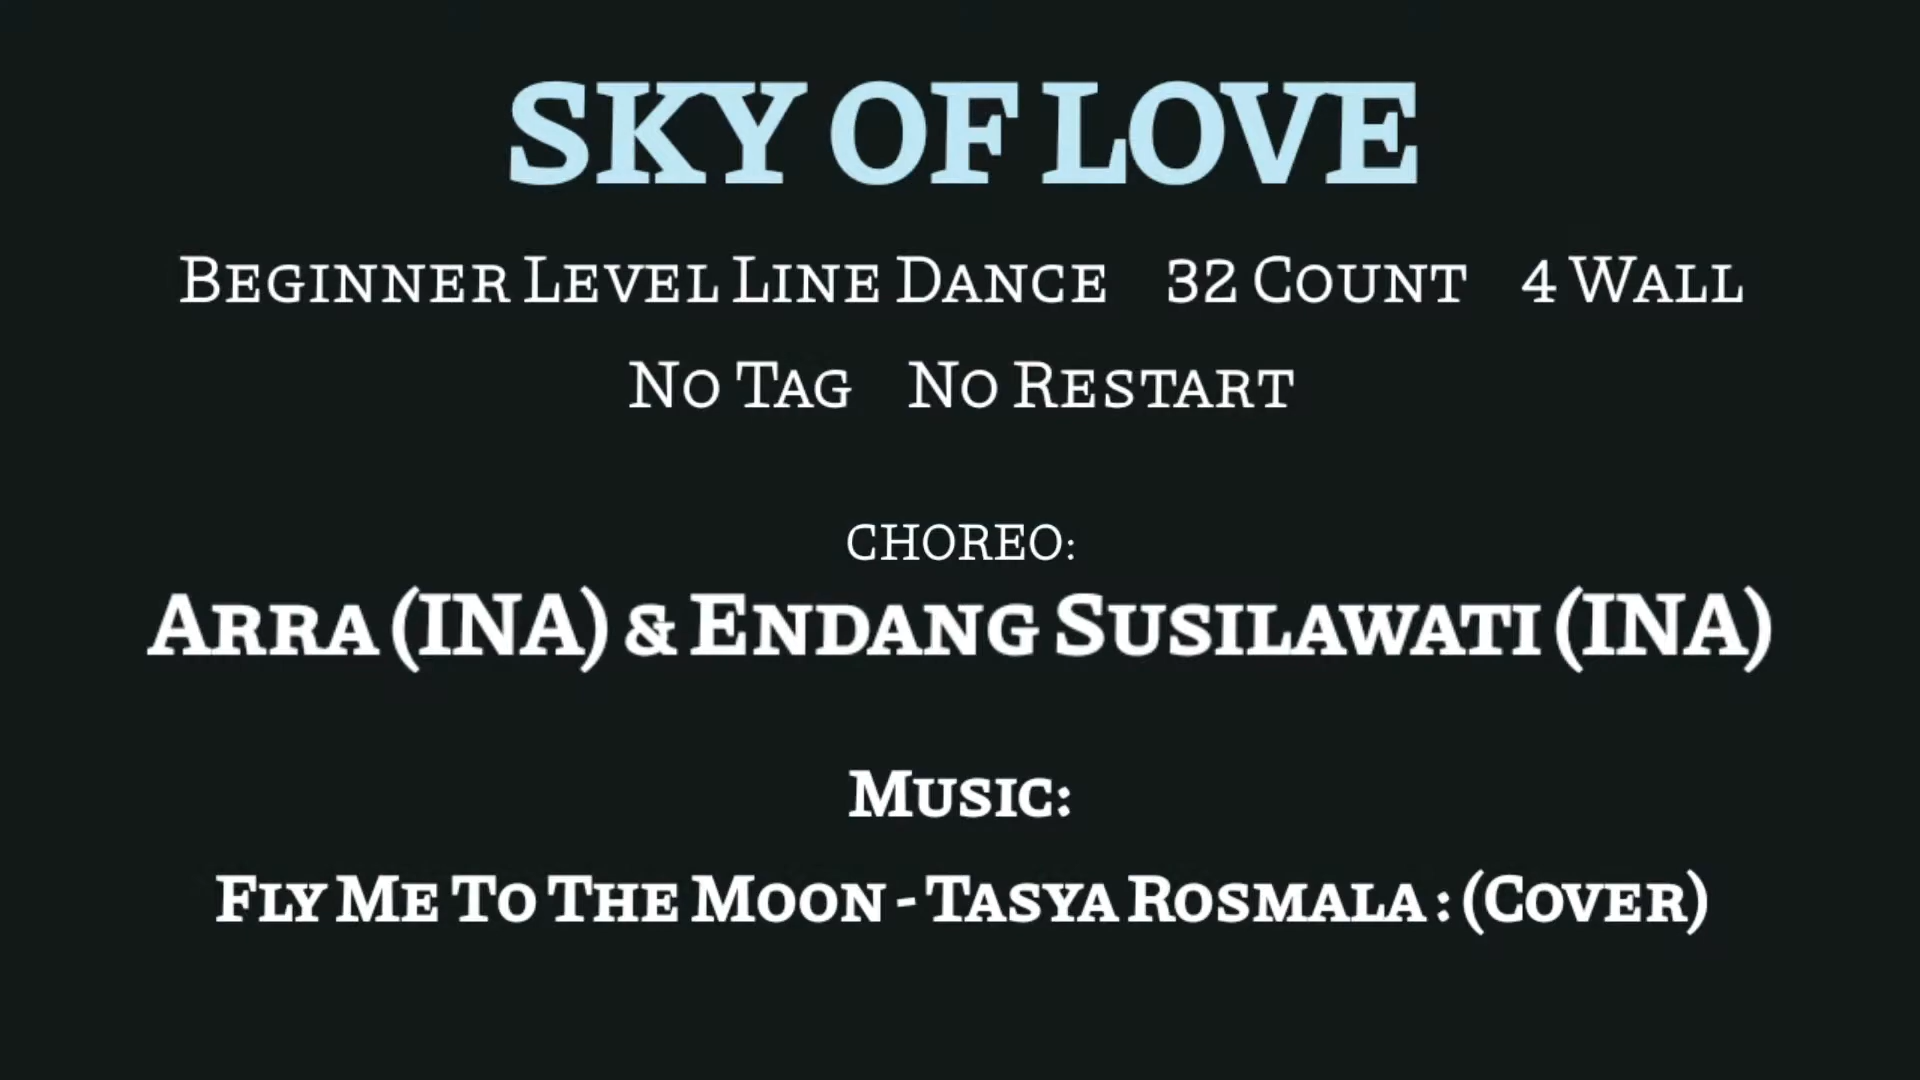 SKY OF LOVE
Beginner Level Line Dance 32 Count 4 Wall
No Tag No Restart
CHOREO:
Arra (INA) & Endang Susilawati (INA)
Music:
Fly Me To The Moon - Tasya Rosmala : (Cover)